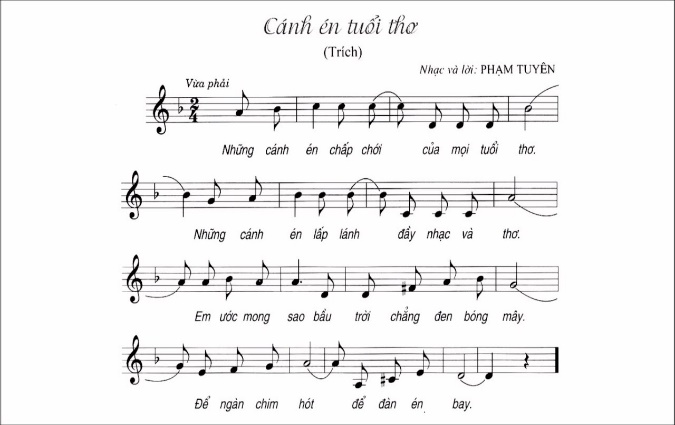 Cánh én tuổi thơ
(Trích)
Nhạc và lời: PHẠM TUYÊN
Vừa phải
2
4
Những cánh én chấp chới của mọi tuổi thơ.
Những cánh én lấp lánh đầy nhạc và thơ.
Em ước mong sao bầu trời chẳng đen bóng mây.
Để ngàn chim hót để đàn én bay.